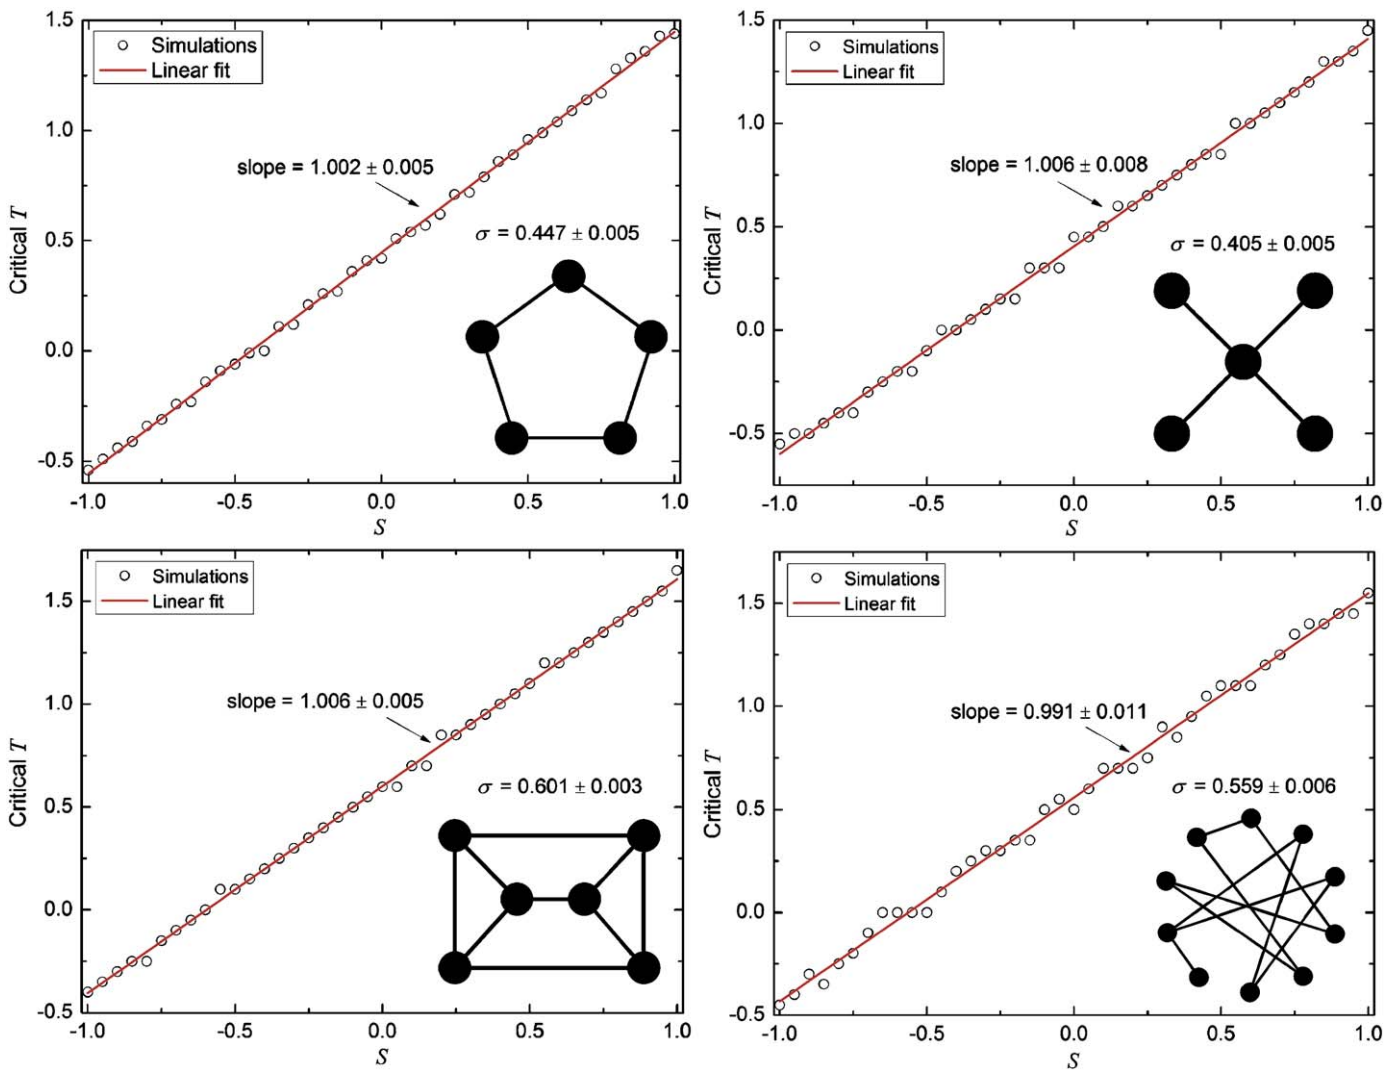 1.5
Simulations
Linear fit
1.0
slope = 1.002 ± 0.005
σ = 0.447 ± 0.005
0.5
Critical T
0.0
-0.5
-1.0 -0.5 0.0 0.5 1.0
S
1.5
Simulations
Linear fit
1.0
slope = 1.006 ± 0.008
σ = 0.405 ± 0.005
0.5
Critical T
0.0
-0.5
-1.0 -0.5 0.0 0.5 1.0
S
Simulations
Linear fit
1.5
1.0
slope = 1.006 ± 0.005
σ = 0.601 ± 0.003
Critical T
0.5
0.0
-0.5
-1.0 -0.5 0.0 0.5 1.0
S
Simulations
Linear fit
1.5
1.0
slope = 0.991 ± 0.011
σ = 0.559 ± 0.006
Critical T
0.5
0.0
-0.5
-1.0 -0.5 0.0 0.5 1.0
S